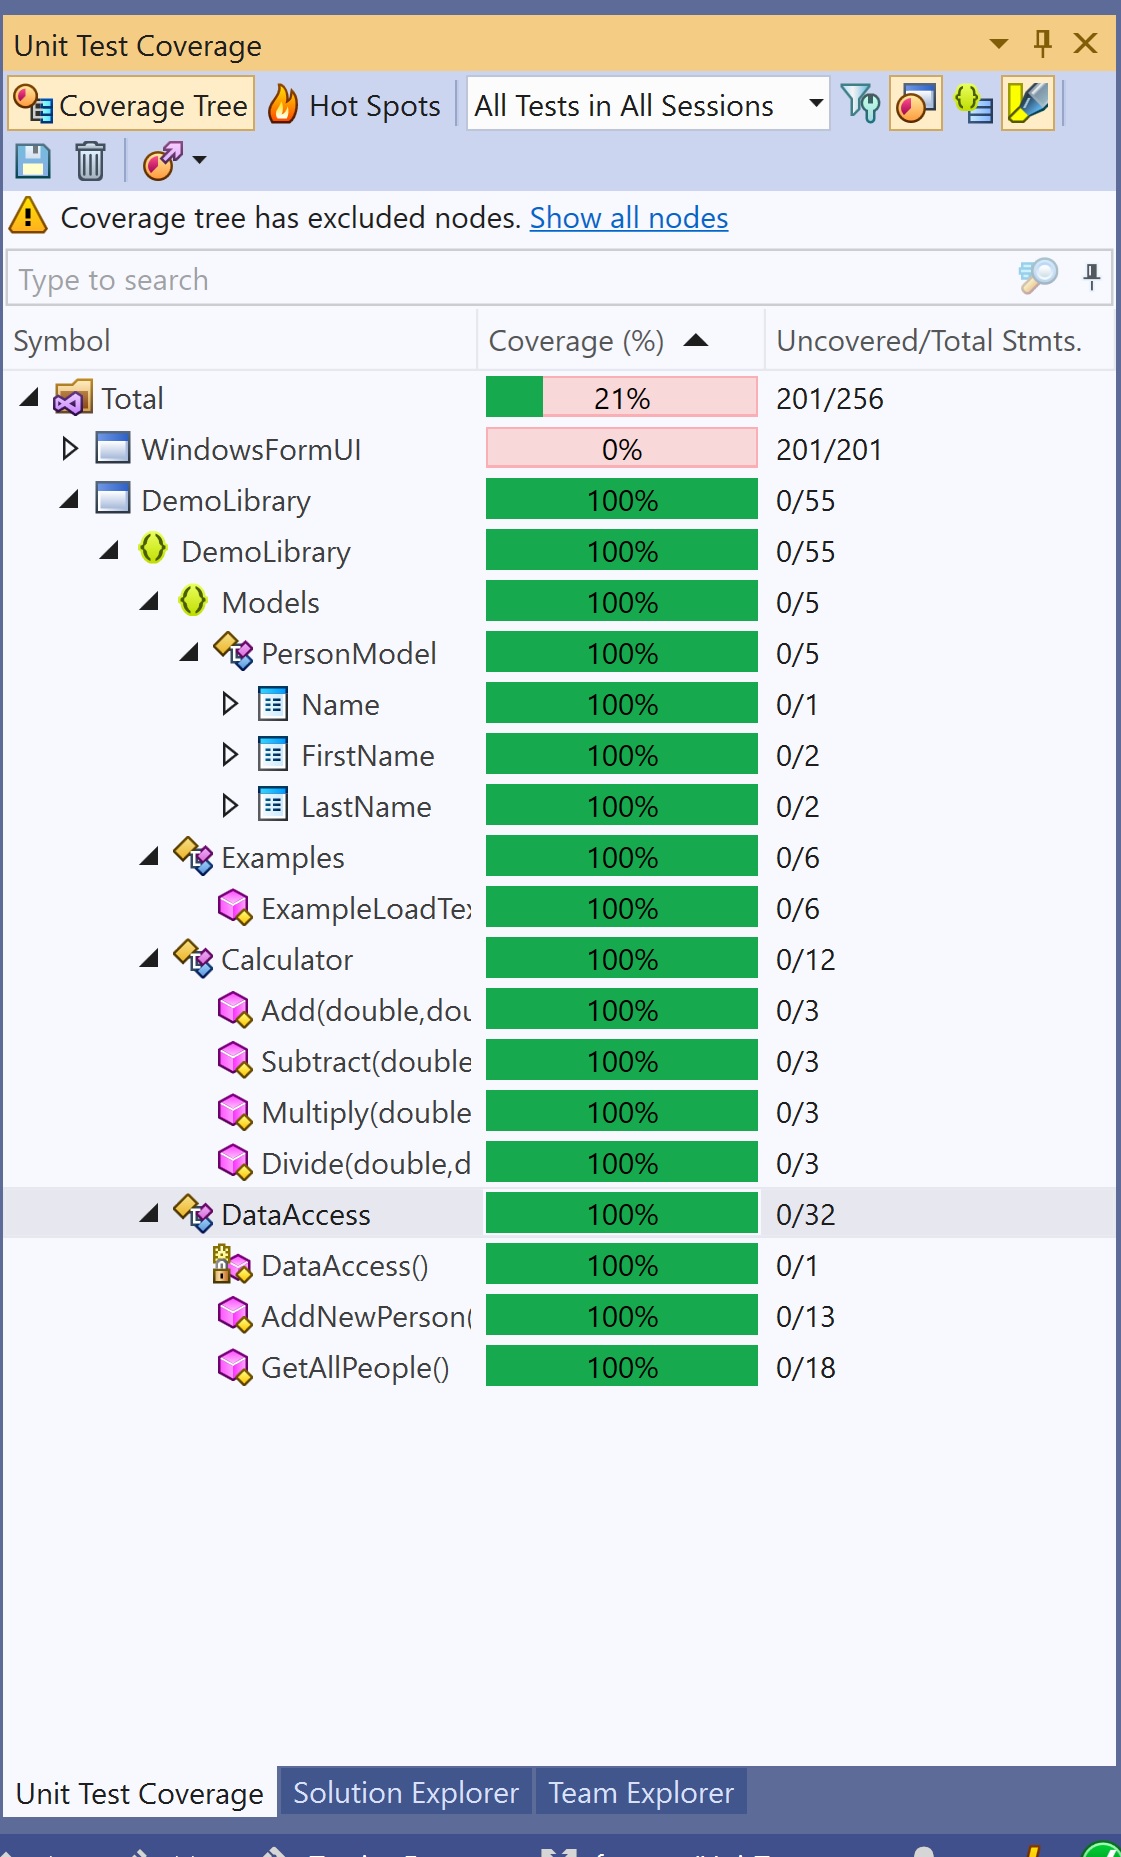 Unit Test Coverage
Coverage Tree Hot Spots All Tests in All Sessions
Coverage tree has excluded nodes. Show all nodes
Type to search
Symbol Coverage (%) Uncovered/Total Stmts.
Total 21% 201/256
WindowsFormUI 0% 201/201
DemoLibrary 100% 0/55
DemoLibrary 100% 0/55
Models 100% 0/5
PersonModel 100% 0/5
Name 100% 0/1
FirstName 100% 0/2
LastName 100% 0/2
Examples 100% 0/6
ExampleLoadTex 100% 0/6
Calculator 100% 0/12
Add(double,dou 100% 0/3
Subtract(double 100% 0/3
Multiply(double 100% 0/3
Divide(double,d 100% 0/3
DataAccess 100% 0/32
DataAccess() 100% 0/1
AddNewPerson( 100% 0/13
GetAllPeople() 100% 0/18
Unit Test Coverage Solution Explorer Team Explorer